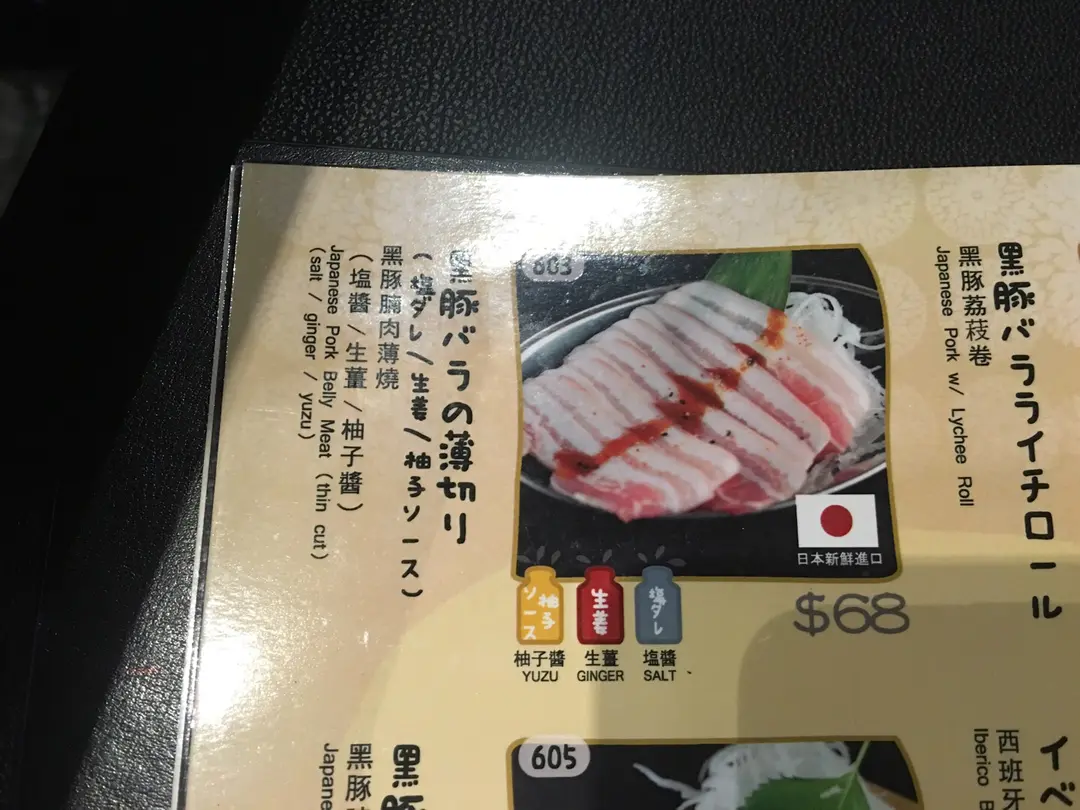 黑豚バラライチロール
黑豚荔茘卷
Japanese Pork w/ Lychee Roll
603
日本新鮮進口
$68
柚子ソース
生姜
塩ダレ
柚子醬
生薑
塩醬
YUZU
GINGER
SALT
黒豚バラの薄切り
(塩ダレ/生姜/柚子ソース)
黑豚腩肉薄燒
(塩醬/生薑/柚子醬)
Japanese Pork Belly Meat (thin cut)
(salt / ginger / yuzu)
イベ
西班牙
Iberico
605
黒豚
黑豚
Japane